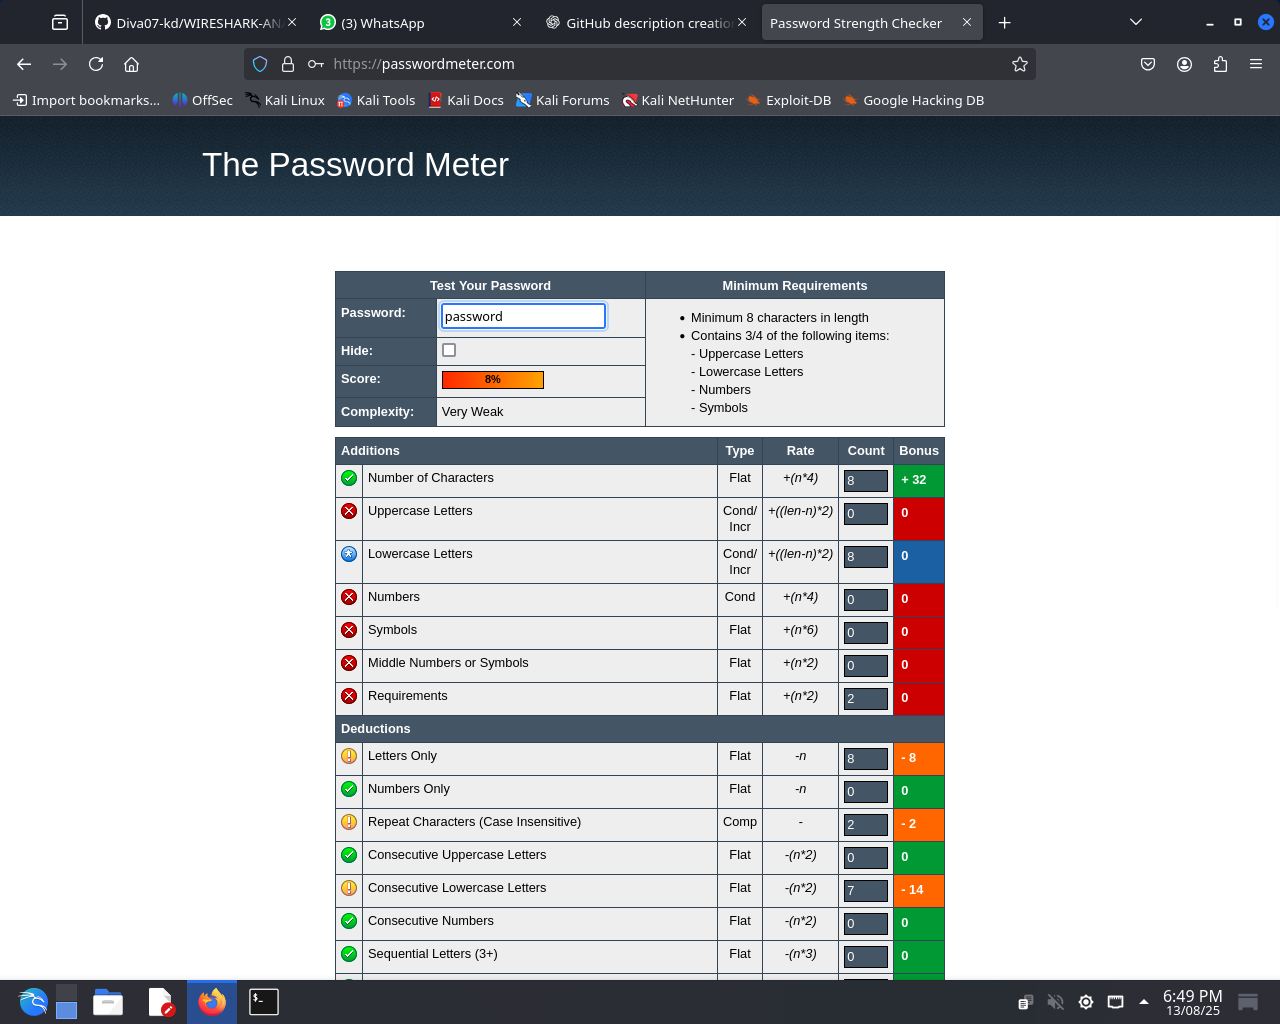 Diva07-kd/WIRESHARK-AN
3 (3) WhatsApp
GitHub description creatio
Password Strength Checker
https://passwordmeter.com
Import bookmarks... OffSec Kali Linux Kali Tools Kali Docs Kali Forums Kali NetHunter Exploit-DB Google Hacking DB
The Password Meter
Test Your Password
Password: password
Hide:
Score: 8%
Complexity: Very Weak
Minimum Requirements
• Minimum 8 characters in length
• Contains 3/4 of the following items:
- Uppercase Letters
- Lowercase Letters
- Numbers
- Symbols
Additions Type Rate Count Bonus
Number of Characters Flat +(n*4) 8 + 32
Uppercase Letters Cond/Incr +((len-n)*2) 0 0
Lowercase Letters Cond/Incr +((len-n)*2) 8 0
Numbers Cond +(n*4) 0 0
Symbols Flat +(n*6) 0 0
Middle Numbers or Symbols Flat +(n*2) 0 0
Requirements Flat +(n*2) 2 0
Deductions
Letters Only Flat -n 8 - 8
Numbers Only Flat -n 0 0
Repeat Characters (Case Insensitive) Comp - 2 - 2
Consecutive Uppercase Letters Flat -(n*2) 0 0
Consecutive Lowercase Letters Flat -(n*2) 7 - 14
Consecutive Numbers Flat -(n*2) 0 0
Sequential Letters (3+) Flat -(n*3) 0 0
$_
6:49 PM
13/08/25